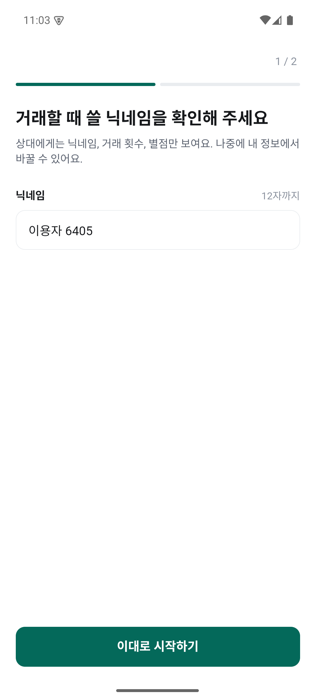 11:03
1 / 2
거래할 때 쓸 닉네임을 확인해 주세요
상대에게는 닉네임, 거래 횟수, 별점만 보여요. 나중에 내 정보에서
바꿀 수 있어요.
닉네임 12자까지
이용자 6405
이대로 시작하기